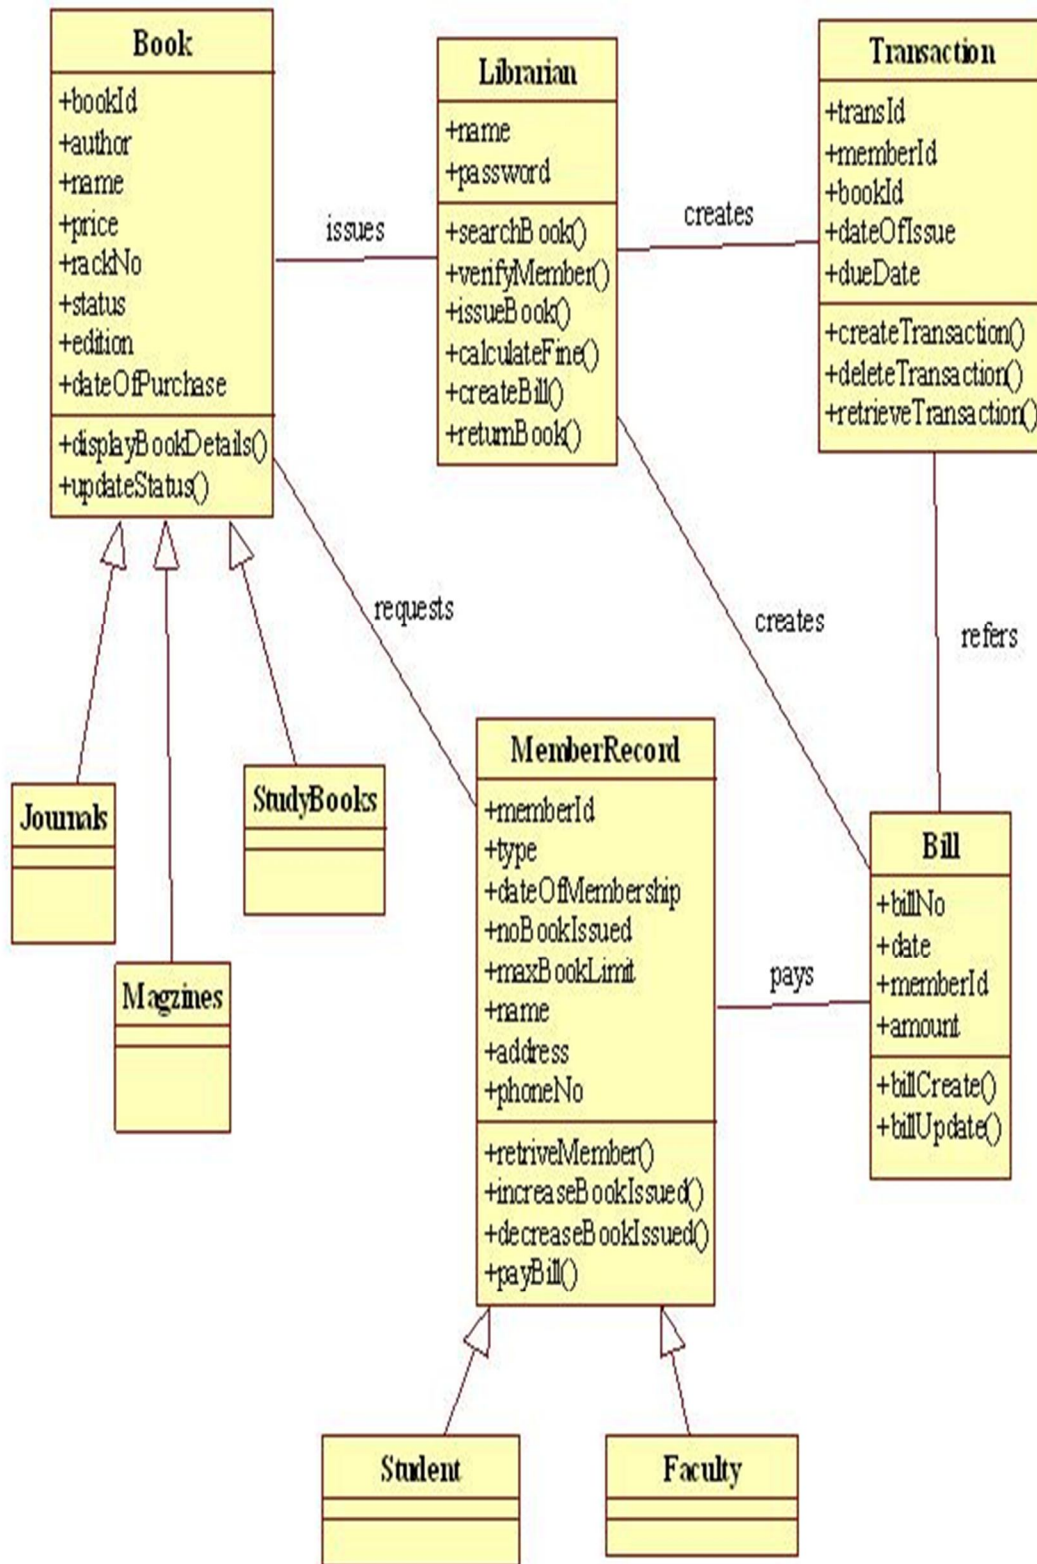 Book
+bookId
+author
+name
+price
+rackNo
+status
+edition
+dateOfPurchase
+displayBookDetails()
+updateStatus()
issues
Librarian
+name
+password
+searchBook()
+verifyMember()
+issueBook()
+calculateFine()
+createBill()
+returnBook()
creates
Transaction
+transId
+memberId
+bookId
+dateOfIssue
+dueDate
+createTransaction()
+deleteTransaction()
+retrieveTransaction()
requests
creates
refers
Journals
StudyBooks
Magzines
MemberRecord
+memberId
+type
+dateOfMembership
+noBookIssued
+maxBookLimit
+name
+address
+phoneNo
+retriveMember()
+increaseBookIssued()
+decreaseBookIssued()
+payBill()
pays
Bill
+billNo
+date
+memberId
+amount
+billCreate()
+billUpdate()
Student
Faculty